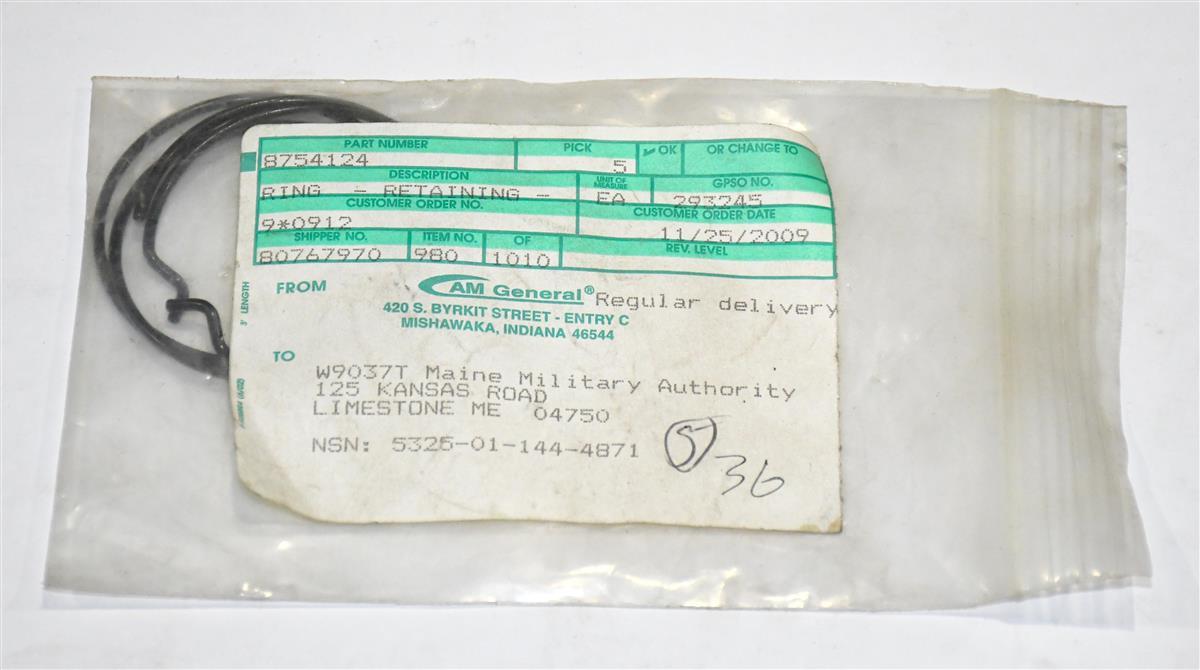 PART NUMBER PICK OK OR CHANGE TO
8754124 5
DESCRIPTION UNIT OF MEASURE GPSO NO.
RING - RETAINING - EA 293245
CUSTOMER ORDER NO. CUSTOMER ORDER DATE
9*0912 11/25/2009
SHIPPER NO. ITEM NO. OF REV. LEVEL
80767970 980 1010
3" LENGTH
FROM AM General® Regular delivery
420 S. BYRKIT STREET - ENTRY C
MISHAWAKA, INDIANA 46544
TO
W9037T Maine Military Authority
125 KANSAS ROAD
LIMESTONE ME 04750
NSN: 5325-01-144-4871
5
36